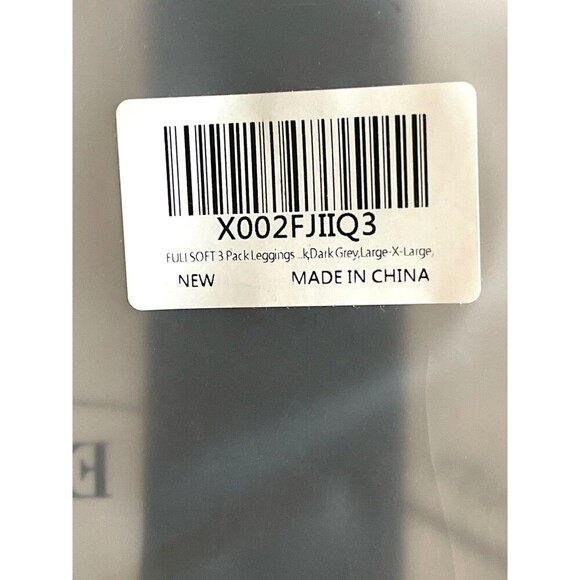 X002FJIIQ3
FULLSOFT 3 Pack Leggings ...k,Dark Grey,Large-X-Large,
NEW MADE IN CHINA
E